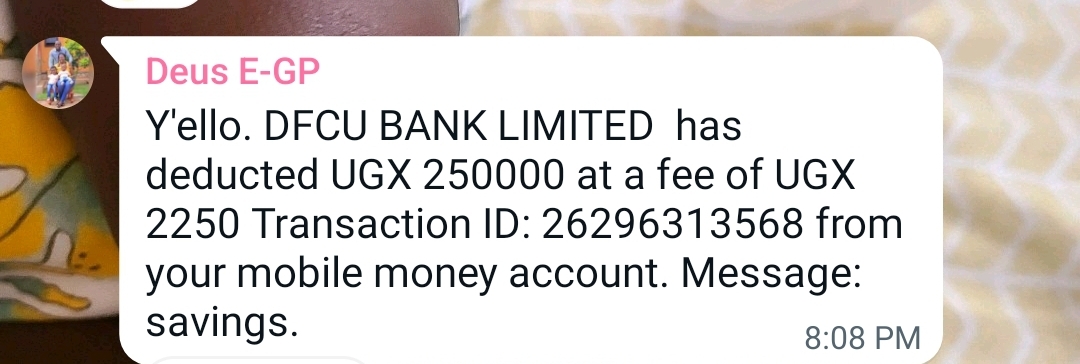 Deus E-GP
Y'ello. DFCU BANK LIMITED  has
deducted UGX 250000 at a fee of UGX
2250 Transaction ID: 26296313568 from
your mobile money account. Message:
savings.
8:08 PM